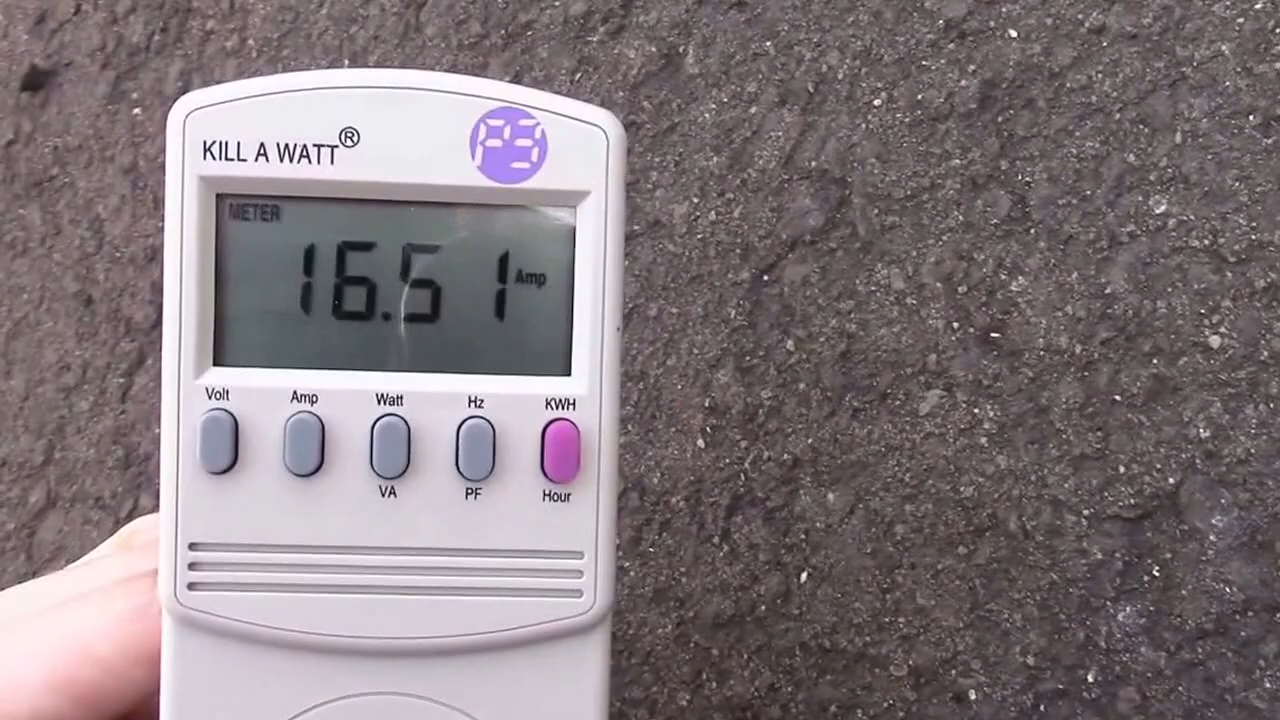 KILL A WATT®
P3
METER
16.51 Amp
Volt Amp Watt Hz KWH
VA PF Hour